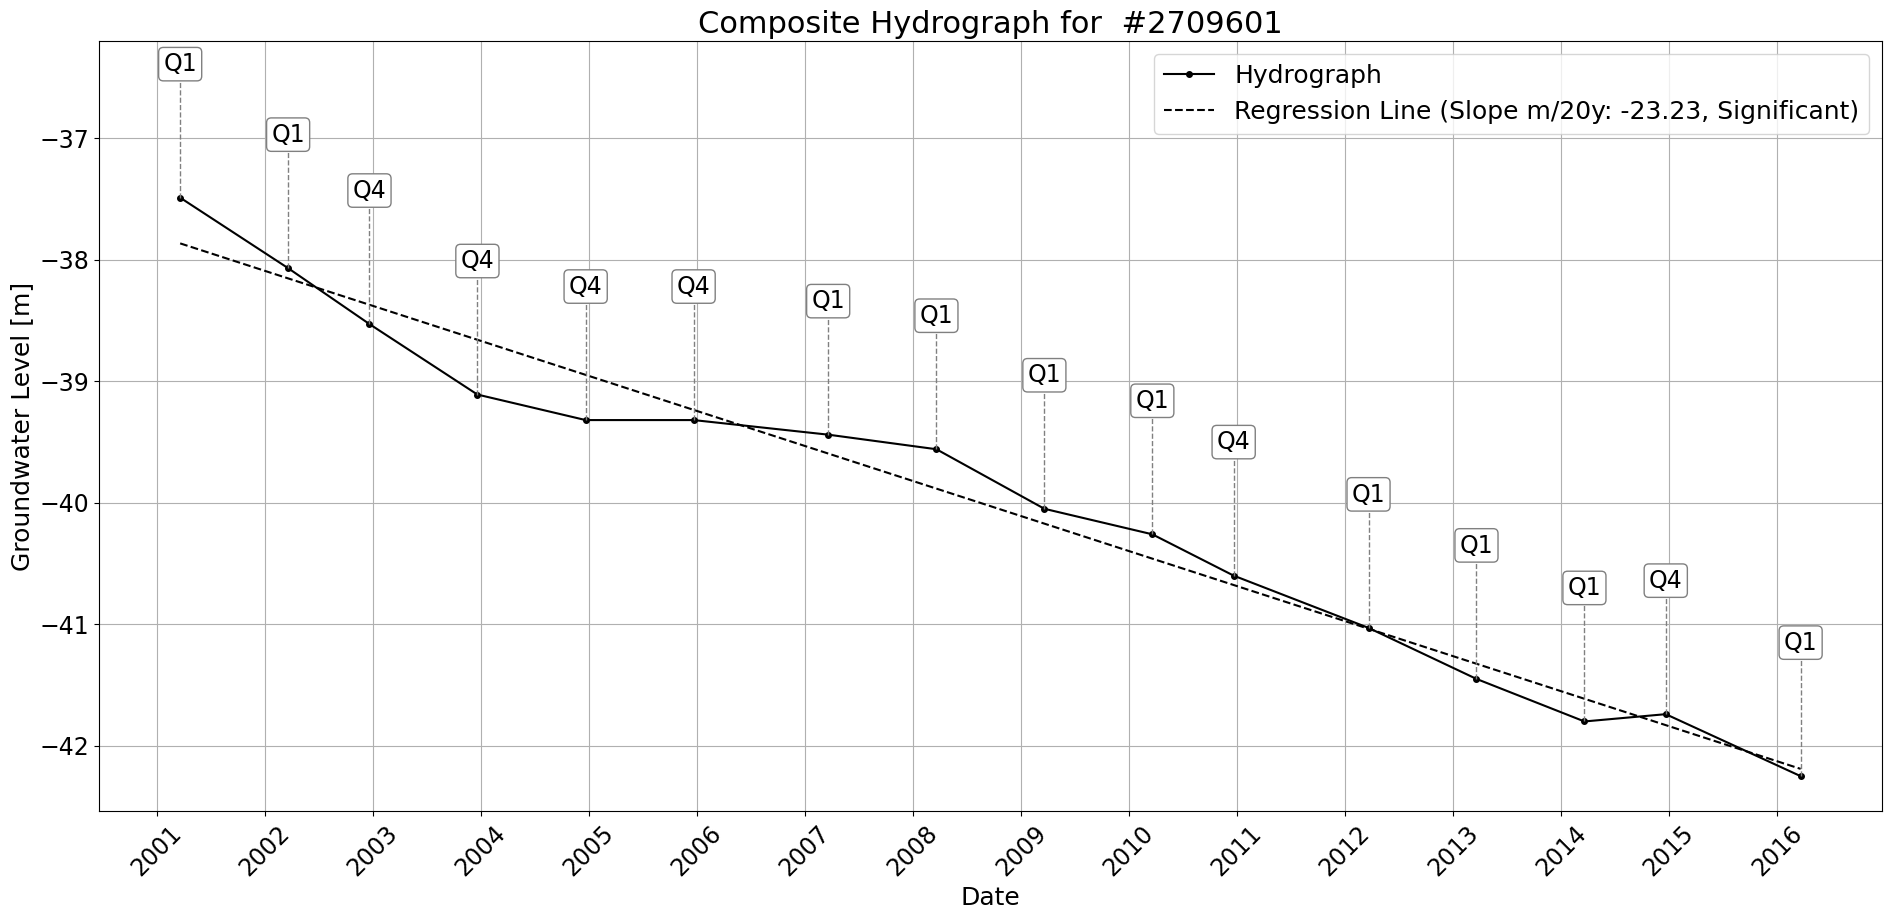 Composite Hydrograph for  #2709601
Hydrograph
Regression Line (Slope m/20y: -23.23, Significant)
Q1
Q1
Q4
Q4
Q4
Q4
Q1
Q1
Q1
Q1
Q4
Q1
Q1
Q1
Q4
Q1
Groundwater Level [m]
−37
−38
−39
−40
−41
−42
2001
2002
2003
2004
2005
2006
2007
2008
2009
2010
2011
2012
2013
2014
2015
2016
Date